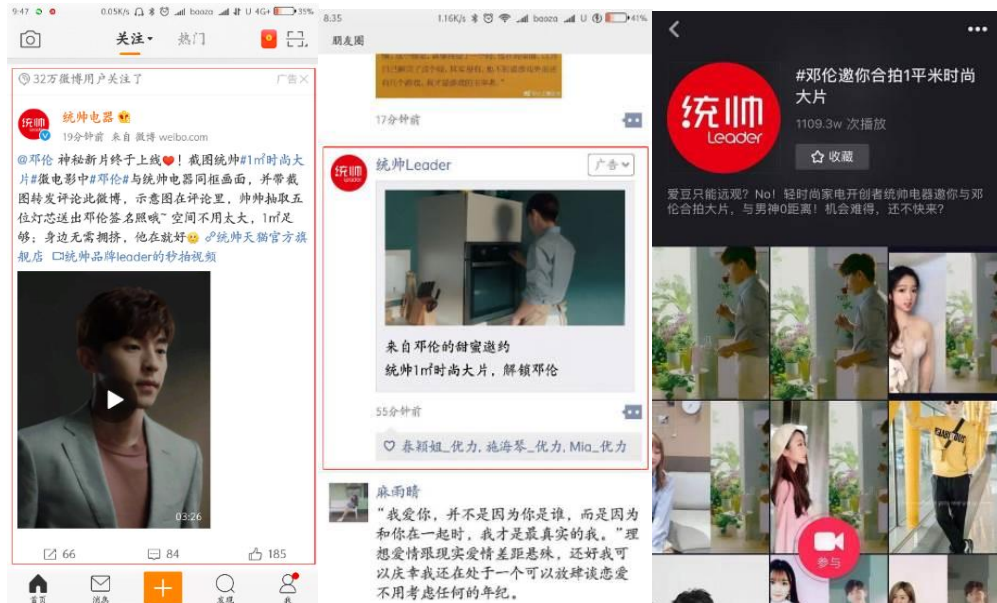 9:47
0.05K/s
baozo
4G+
35%
关注
热门
32万微博用户关注了
广告
统帅
统帅电器
19分钟前 来自 微博 weibo.com
@邓伦 神秘新片终于上线❤！截图统帅#1㎡时尚大
片#微电影中#邓伦#与统帅电器同框画面，并带截
图转发评论此微博，示意图在评论里，帅帅抽取五
位灯芯送出邓伦签名照哦~ 空间不用太大，1㎡足
够；身边无需拥挤，他在就好 统帅天猫官方旗
舰店 统帅品牌leader的秒拍视频
03:26
66
84
185
首页
消息
发现
我
8:35
1.16K/s
baozo
41%
朋友圈
17分钟前
统帅
统帅Leader
广告
来自邓伦的甜蜜邀约
统帅1㎡时尚大片，解锁邓伦
55分钟前
春颖姐_优力, 施海琴_优力, Mia_优力
麻雨晴
“我爱你，并不是因为你是谁，而是因为
和你在一起时，我才是最真实的我。”理
想爱情跟现实爱情差距悬殊，还好我可
以庆幸我还在处于一个可以放肆谈恋爱
不用考虑任何的年纪。
统帅
Leader
#邓伦邀你合拍1平米时尚
大片
1109.3w 次播放
收藏
爱豆只能远观？No！轻时尚家电开创者统帅电器邀你与邓
伦合拍大片，与男神0距离！机会难得，还不快来？
参与